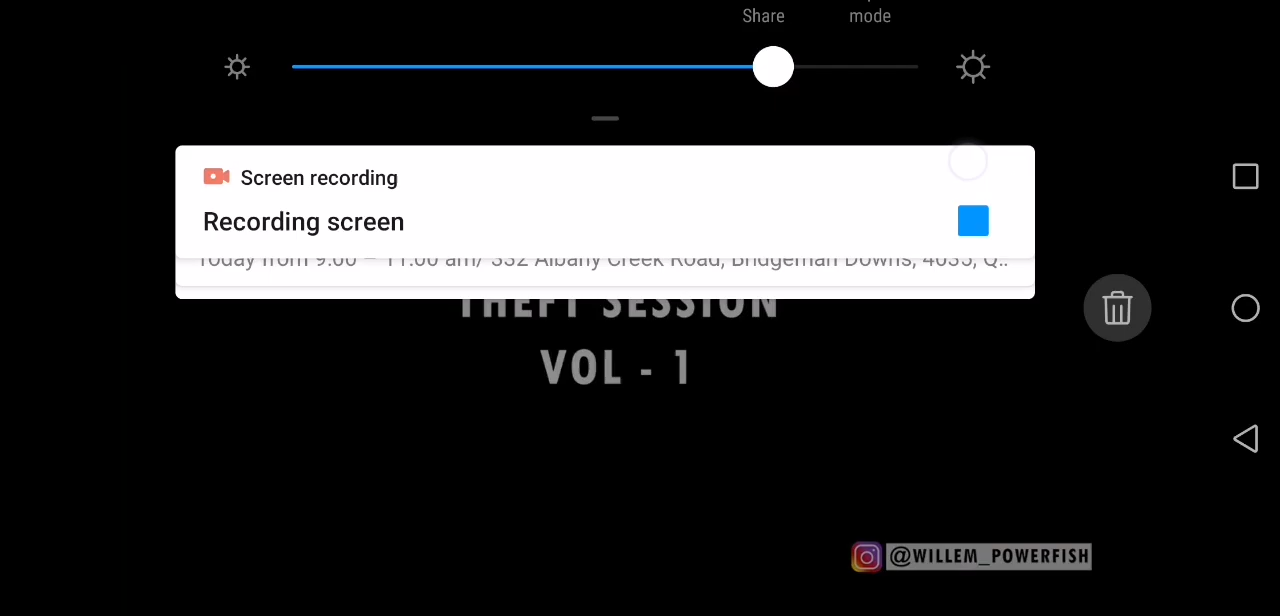 Share
mode
Screen recording
Recording screen
Today from 9:00 – 11:00 am/ 332 Albany Creek Road, Bridgeman Downs, 4035, Q..
THEFT SESSION
VOL - 1
@WILLEM_POWERFISH